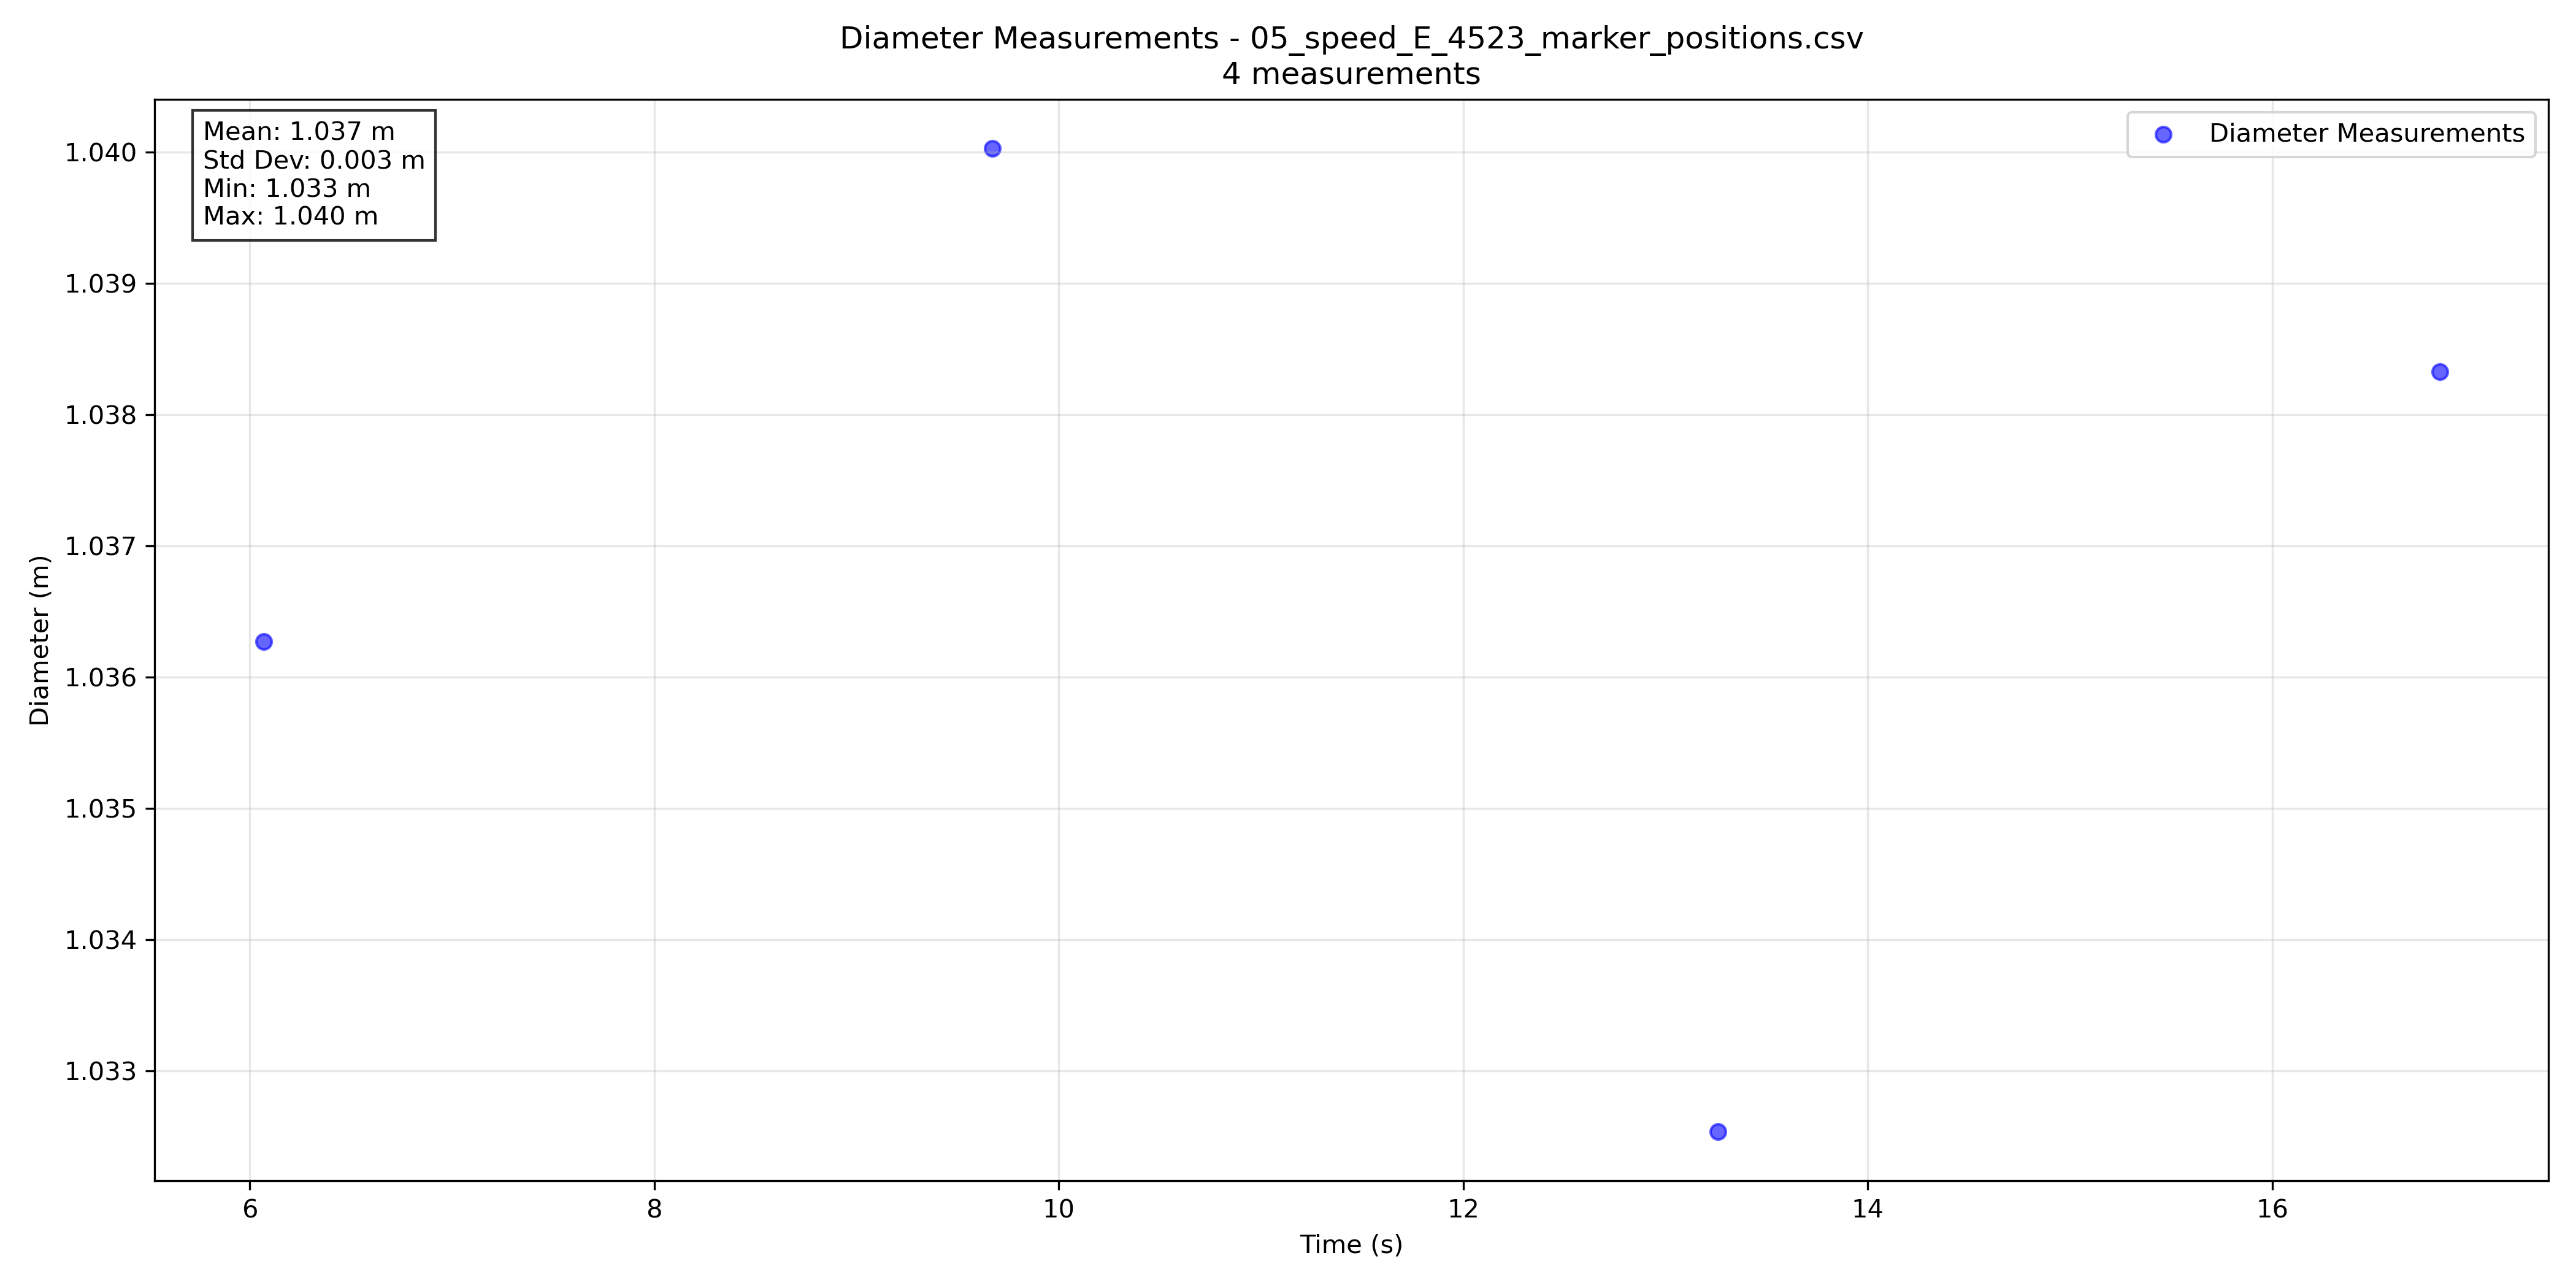 Diameter Measurements - 05_speed_E_4523_marker_positions.csv
4 measurements
Mean: 1.037 m
Std Dev: 0.003 m
Min: 1.033 m
Max: 1.040 m
Diameter Measurements
1.040
1.039
1.038
1.037
1.036
1.035
1.034
1.033
Diameter (m)
6 8 10 12 14 16
Time (s)